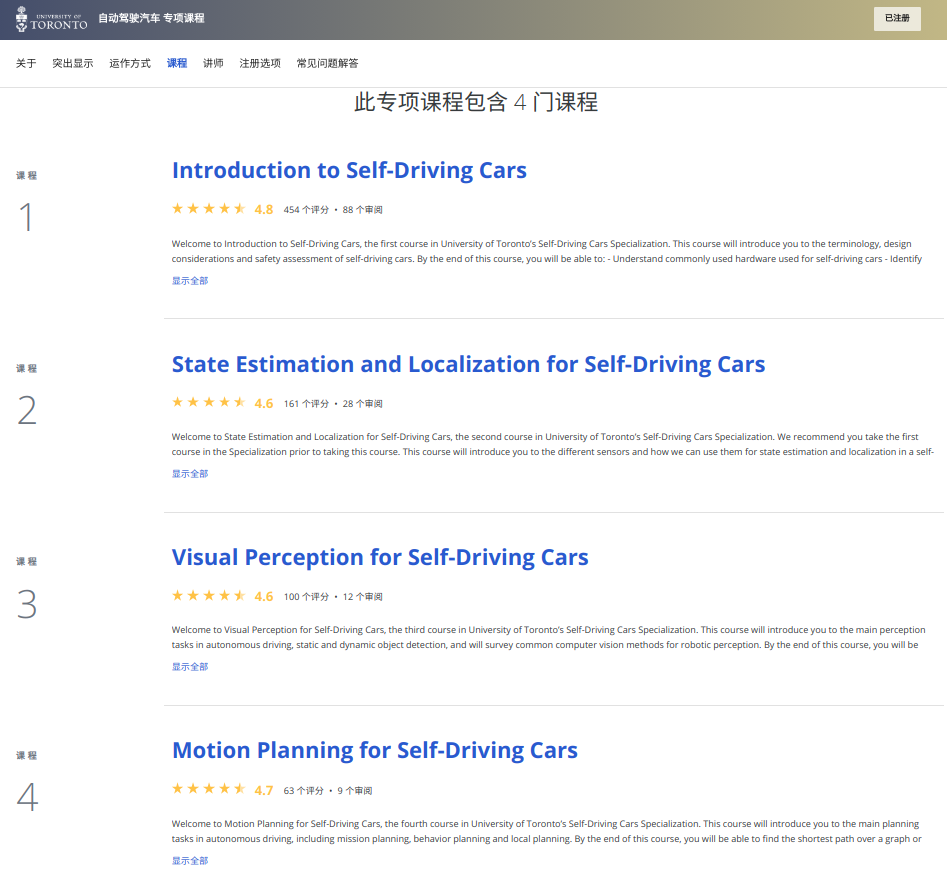 UNIVERSITY OF
TORONTO
自动驾驶汽车 专项课程
已注册
关于 突出显示 运作方式 课程 讲师 注册选项 常见问题解答
此专项课程包含 4 门课程
课程
1
Introduction to Self-Driving Cars
4.8 454 个评分 • 88 个审阅
Welcome to Introduction to Self-Driving Cars, the first course in University of Toronto's Self-Driving Cars Specialization. This course will introduce you to the terminology, design
considerations and safety assessment of self-driving cars. By the end of this course, you will be able to: - Understand commonly used hardware used for self-driving cars - Identify
显示全部
课程
2
State Estimation and Localization for Self-Driving Cars
4.6 161 个评分 • 28 个审阅
Welcome to State Estimation and Localization for Self-Driving Cars, the second course in University of Toronto's Self-Driving Cars Specialization. We recommend you take the first
course in the Specialization prior to taking this course. This course will introduce you to the different sensors and how we can use them for state estimation and localization in a self-
显示全部
课程
3
Visual Perception for Self-Driving Cars
4.6 100 个评分 • 12 个审阅
Welcome to Visual Perception for Self-Driving Cars, the third course in University of Toronto's Self-Driving Cars Specialization. This course will introduce you to the main perception
tasks in autonomous driving, static and dynamic object detection, and will survey common computer vision methods for robotic perception. By the end of this course, you will be
显示全部
课程
4
Motion Planning for Self-Driving Cars
4.7 63 个评分 • 9 个审阅
Welcome to Motion Planning for Self-Driving Cars, the fourth course in University of Toronto's Self-Driving Cars Specialization. This course will introduce you to the main planning
tasks in autonomous driving, including mission planning, behavior planning and local planning. By the end of this course, you will be able to find the shortest path over a graph or
显示全部